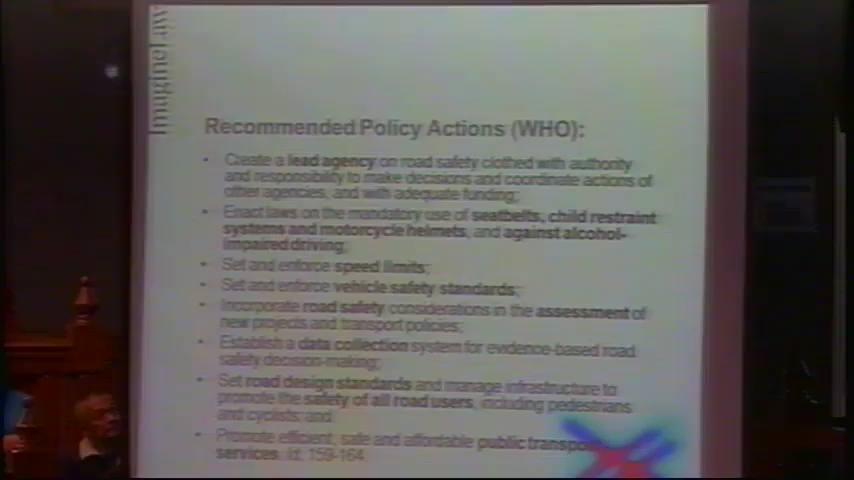 ImagineLaw
Recommended Policy Actions (WHO):
• Create a lead agency on road safety clothed with authority
and responsibility to make decisions and coordinate actions of
other agencies, and with adequate funding;
• Enact laws on the mandatory use of seatbelts, child restraint
systems and motorcycle helmets, and against alcohol-
impaired driving;
• Set and enforce speed limits;
• Set and enforce vehicle safety standards;
• Incorporate road safety considerations in the assessment of
new projects and transport policies;
• Establish a data collection system for evidence-based road
safety decision-making;
• Set road design standards and manage infrastructure to
promote the safety of all road users, including pedestrians
and cyclists; and
• Promote efficient, safe and affordable public transport
services. Id. 159-164